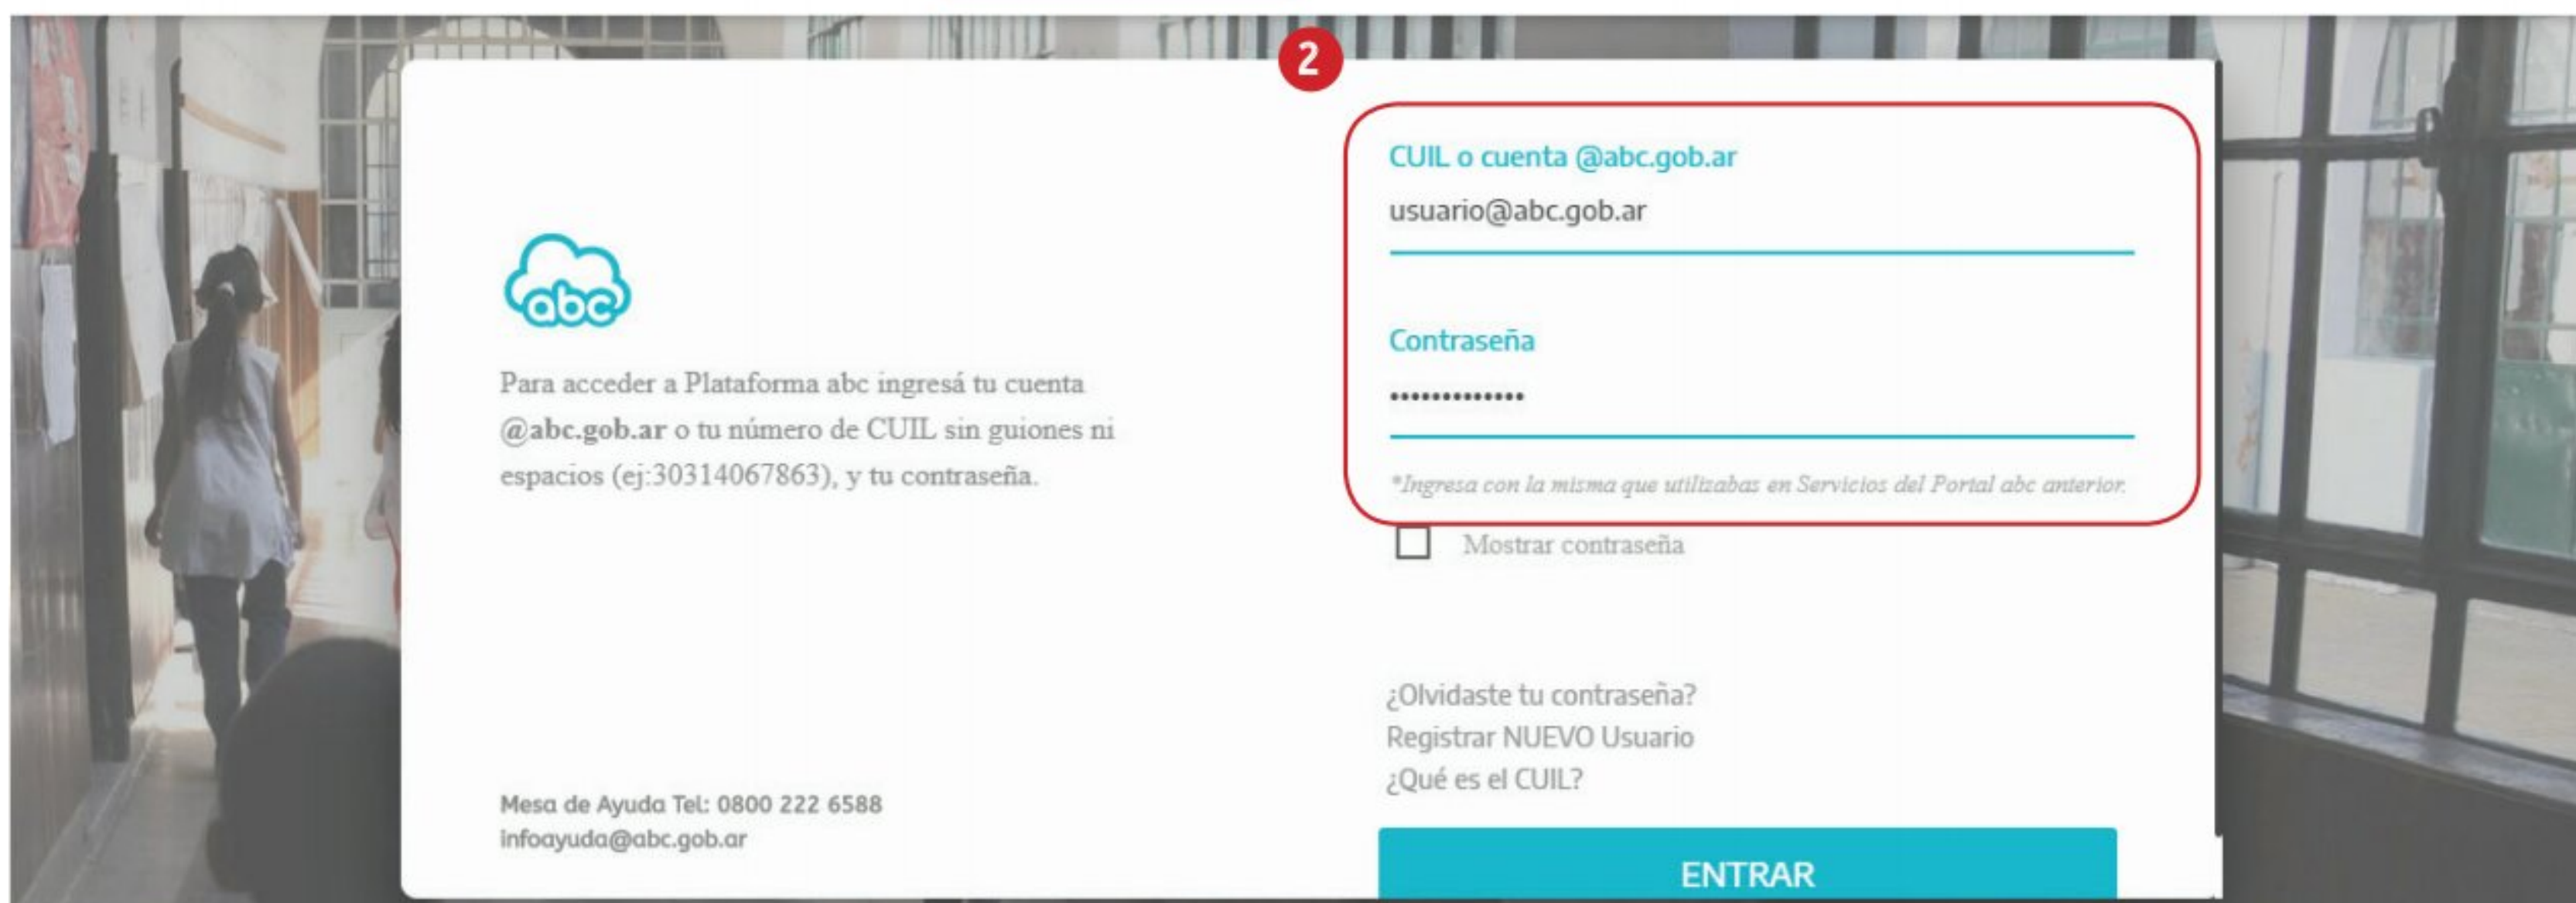 2
abc
Para acceder a Plataforma abc ingresá tu cuenta
@abc.gob.ar o tu número de CUIL sin guiones ni
espacios (ej:30314067863), y tu contraseña.
Mesa de Ayuda Tel: 0800 222 6588
infoayuda@abc.gob.ar
CUIL o cuenta @abc.gob.ar
usuario@abc.gob.ar
Contraseña
•••••••••••••
*Ingresa con la misma que utilizabas en Servicios del Portal abc anterior.
Mostrar contraseña
¿Olvidaste tu contraseña?
Registrar NUEVO Usuario
¿Qué es el CUIL?
ENTRAR